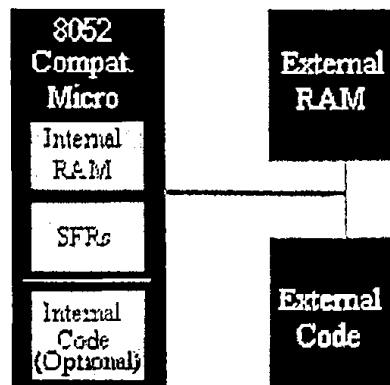 8052
Compat.
Micro
Internal
RAM
SFRs
Internal
Code
(Optional)
External
RAM
External
Code